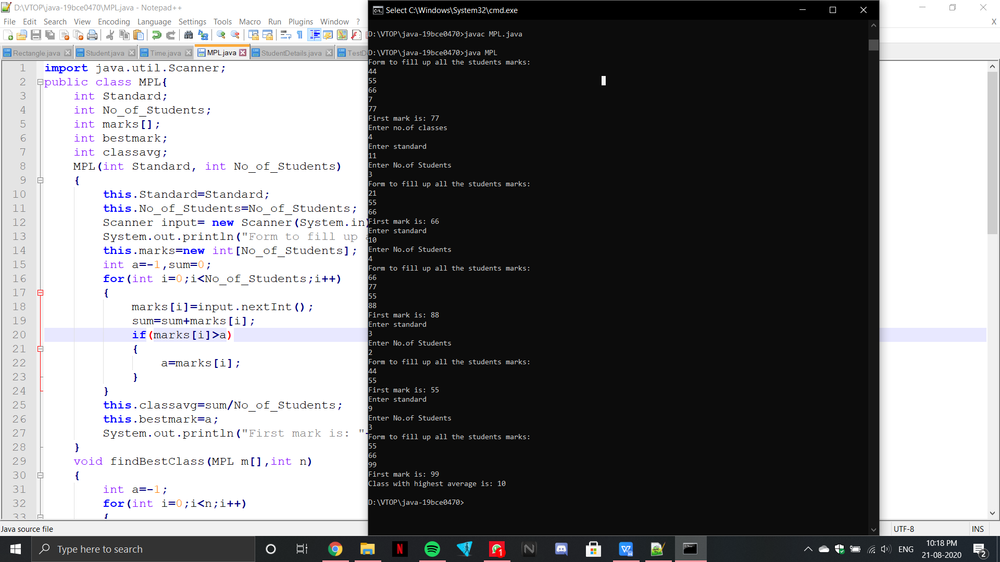 D:\VTOP\java-19bce0470\MPL.java - Notepad++
File Edit Search View Encoding Language Settings Tools Macro Run Plugins Window ? X
Rectangle.java Student.java Time.java MPL.java StudentDetails.java TestD
1 import java.util.Scanner;
2 public class MPL{
3 int Standard;
4 int No_of_Students;
5 int marks[];
6 int bestmark;
7 int classavg;
8 MPL(int Standard, int No_of_Students)
9 {
10 this.Standard=Standard;
11 this.No_of_Students=No_of_Students;
12 Scanner input= new Scanner(System.in)
13 System.out.println("Form to fill up a
14 this.marks=new int[No_of_Students];
15 int a=-1,sum=0;
16 for(int i=0;i<No_of_Students;i++)
17 {
18 marks[i]=input.nextInt();
19 sum=sum+marks[i];
20 if(marks[i]>a)
21 {
22 a=marks[i];
23 }
24 }
25 this.classavg=sum/No_of_Students;
26 this.bestmark=a;
27 System.out.println("First mark is: "+
28 }
29 void findBestClass(MPL m[],int n)
30 {
31 int a=-1;
32 for(int i=0;i<n;i++)
33 {
Java source file
UTF-8 INS
Select C:\Windows\System32\cmd.exe
D:\VTOP\java-19bce0470>javac MPL.java
D:\VTOP\java-19bce0470>java MPL
Form to fill up all the students marks:
44
55
66
7
77
First mark is: 77
Enter no.of classes
4
Enter standard
11
Enter No.of Students
3
Form to fill up all the students marks:
21
55
66
First mark is: 66
Enter standard
10
Enter No.of Students
4
Form to fill up all the students marks:
66
77
55
88
First mark is: 88
Enter standard
3
Enter No.of Students
2
Form to fill up all the students marks:
44
55
First mark is: 55
Enter standard
9
Enter No.of Students
3
Form to fill up all the students marks:
55
66
99
First mark is: 99
Class with highest average is: 10
D:\VTOP\java-19bce0470>
Type here to search
ENG
10:18 PM
21-08-2020
2